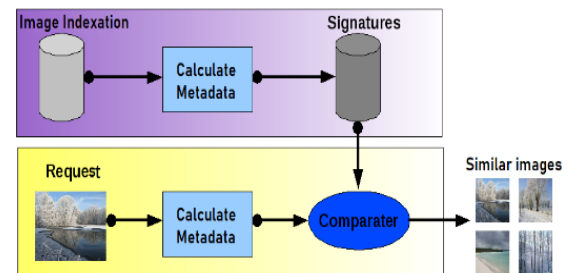 Image Indexation
Signatures
Calculate
Metadata
Request
Calculate
Metadata
Comparater
Similar images